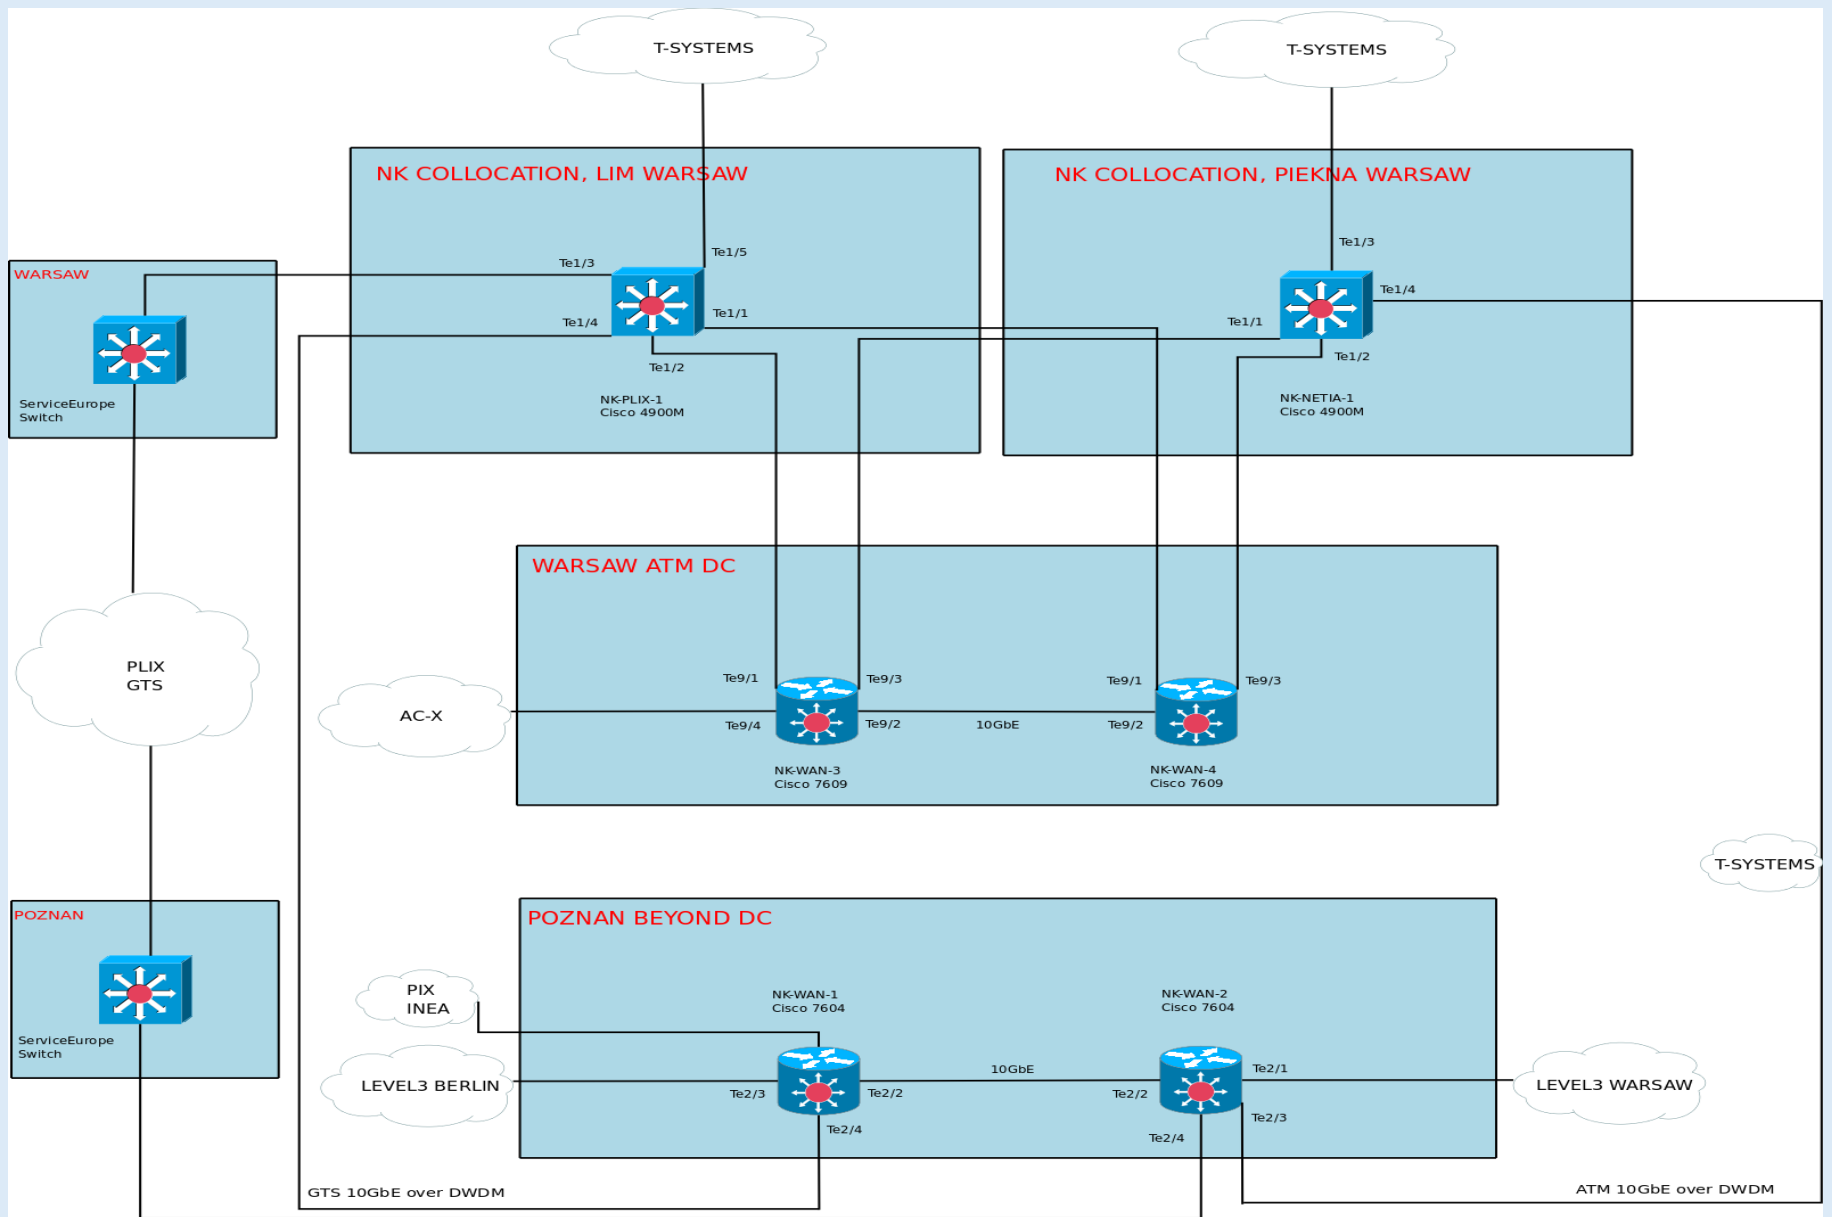 T-SYSTEMS
T-SYSTEMS
NK COLLOCATION, LIM WARSAW
NK COLLOCATION, PIEKNA WARSAW
Te1/3
Te1/5
Te1/4
Te1/1
Te1/2
NK-PLIX-1
Cisco 4900M
Te1/3
Te1/4
Te1/1
Te1/2
NK-NETIA-1
Cisco 4900M
WARSAW
ServiceEurope
Switch
PLIX
GTS
WARSAW ATM DC
AC-X
Te9/1
Te9/3
Te9/4
Te9/2
10GbE
NK-WAN-3
Cisco 7609
Te9/1
Te9/3
Te9/2
NK-WAN-4
Cisco 7609
T-SYSTEMS
POZNAN
ServiceEurope
Switch
POZNAN BEYOND DC
PIX
INEA
LEVEL3 BERLIN
NK-WAN-1
Cisco 7604
Te2/3
Te2/2
Te2/4
10GbE
NK-WAN-2
Cisco 7604
Te2/1
Te2/2
Te2/3
Te2/4
LEVEL3 WARSAW
GTS 10GbE over DWDM
ATM 10GbE over DWDM